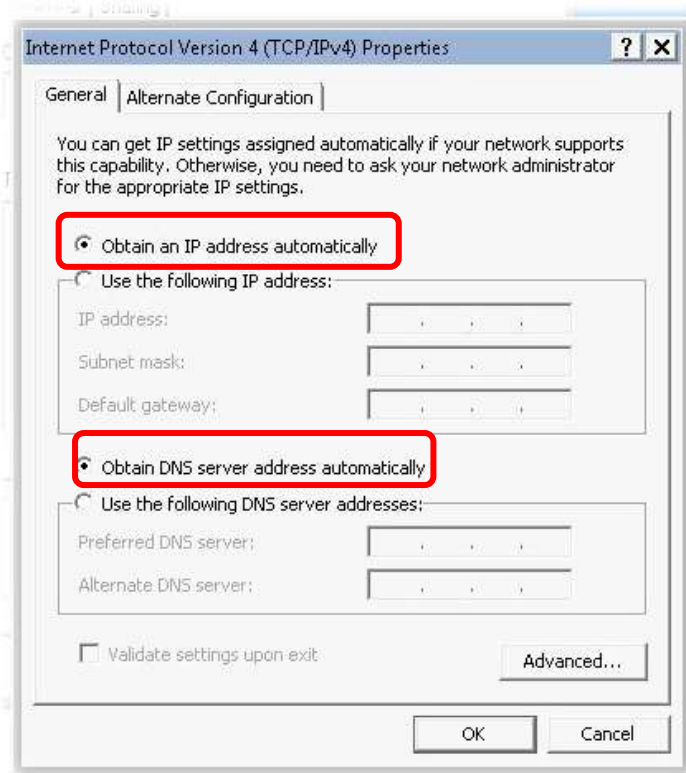 Sharing
Internet Protocol Version 4 (TCP/IPv4) Properties
General
Alternate Configuration
You can get IP settings assigned automatically if your network supports
this capability. Otherwise, you need to ask your network administrator
for the appropriate IP settings.
Obtain an IP address automatically
Use the following IP address:
IP address:
Subnet mask:
Default gateway:
Obtain DNS server address automatically
Use the following DNS server addresses:
Preferred DNS server:
Alternate DNS server:
Validate settings upon exit
Advanced...
OK
Cancel